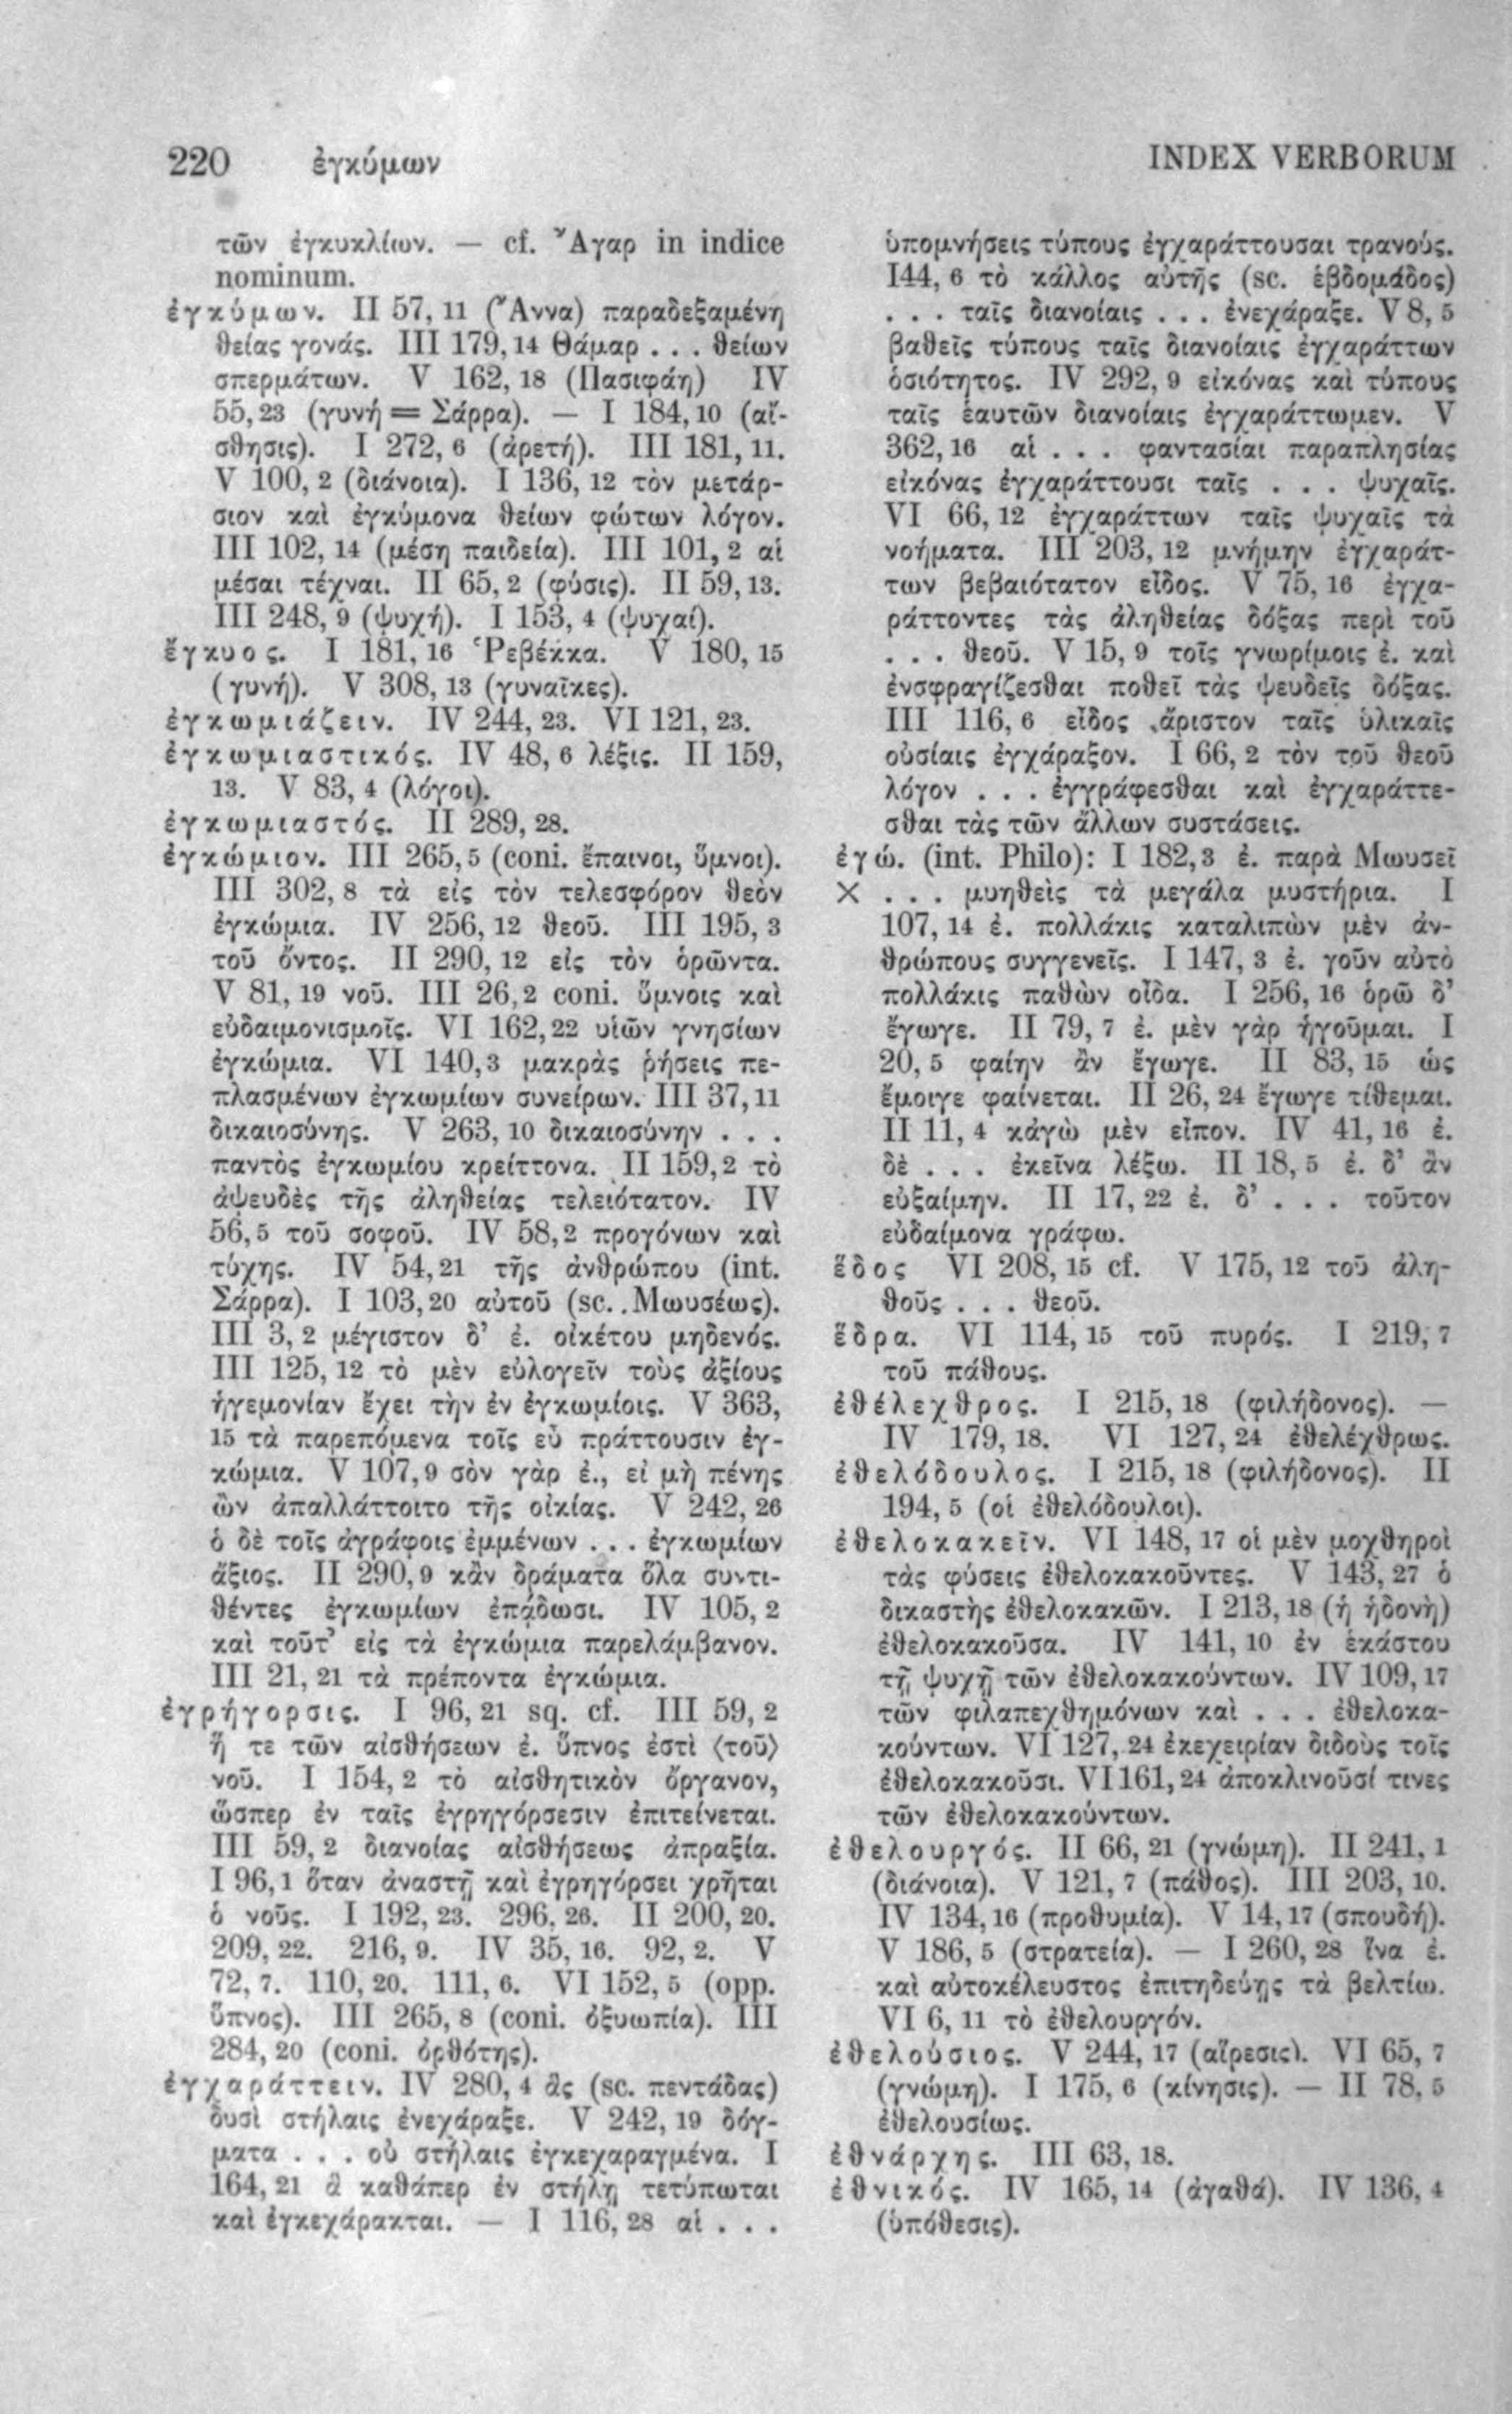 220 ἐγκύμων INDEX VERBORUM
τῶν ἐγκυκλίων. — cf. Ἄγαρ in indice
nominum.
ἐγκύμων. II 57, 11 (Ἄννα) παραδεξαμένη
θείας γονάς. III 179, 14 Θάμαρ . . . θείων
σπερμάτων. V 162, 18 (Πασιφάη) IV
55, 23 (γυνή = Σάρρα). — I 184, 10 (αἴ-
σθησις). I 272, 6 (ἀρετή). III 181, 11.
V 100, 2 (διάνοια). I 136, 12 τὸν μετάρ-
σιον καὶ ἐγκύμονα θείων φώτων λόγον.
III 102, 14 (μέση παιδεία). III 101, 2 αἱ
μέσαι τέχναι. II 65, 2 (φύσις). II 59, 13.
III 248, 9 (ψυχή). I 153, 4 (ψυχαί).
ἔγκυος. I 181, 16 Ῥεβέκκα. V 180, 15
(γυνή). V 308, 13 (γυναῖκες).
ἐγκωμιάζειν. IV 244, 23. VI 121, 23.
ἐγκωμιαστικός. IV 48, 6 λέξις. II 159,
13. V 83, 4 (λόγοι).
ἐγκωμιαστός. II 289, 28.
ἐγκώμιον. III 265, 5 (coni. ἔπαινοι, ὕμνοι).
III 302, 8 τὰ εἰς τὸν τελεσφόρον θεὸν
ἐγκώμια. IV 256, 12 θεοῦ. III 195, 3
τοῦ ὄντος. II 290, 12 εἰς τὸν ὁρῶντα.
V 81, 19 νοῦ. III 26, 2 coni. ὕμνοις καὶ
εὐδαιμονισμοῖς. VI 162, 22 υἱῶν γνησίων
ἐγκώμια. VI 140, 3 μακρὰς ῥήσεις πε-
πλασμένων ἐγκωμίων συνείρων. III 37, 11
δικαιοσύνης. V 263, 10 δικαιοσύνην . . .
παντὸς ἐγκωμίου κρείττονα. II 159, 2 τὸ
ἀψευδὲς τῆς ἀληθείας τελειότατον. IV
56, 5 τοῦ σοφοῦ. IV 58, 2 προγόνων καὶ
τύχης. IV 54, 21 τῆς ἀνθρώπου (int.
Σάρρα). I 103, 20 αὐτοῦ (sc. Μωυσέως).
III 3, 2 μέγιστον δ’ ἐ. οἰκέτου μηδενός.
III 125, 12 τὸ μὲν εὐλογεῖν τοὺς ἀξίους
ἡγεμονίαν ἔχει τὴν ἐν ἐγκωμίοις. V 363,
15 τὰ παρεπόμενα τοῖς εὖ πράττουσιν ἐγ-
κώμια. V 107, 9 σὸν γὰρ ἐ., εἰ μὴ πένης
ὢν ἀπαλλάττοιτο τῆς οἰκίας. V 242, 26
ὁ δὲ τοῖς ἀγράφοις ἐμμένων . . . ἐγκωμίων
ἄξιος. II 290, 9 κἂν δράματα ὅλα συντι-
θέντες ἐγκωμίων ἐπᾴδωσι. IV 105, 2
καὶ τοῦτ’ εἰς τὰ ἐγκώμια παρελάμβανον.
III 21, 21 τὰ πρέποντα ἐγκώμια.
ἐγρήγορσις. I 96, 21 sq. cf. III 59, 2
ἥ τε τῶν αἰσθήσεων ἐ. ὕπνος ἐστὶ ⟨τοῦ⟩
νοῦ. I 154, 2 τὸ αἰσθητικὸν ὄργανον,
ὥσπερ ἐν ταῖς ἐγρηγόρσεσιν ἐπιτείνεται.
III 59, 2 διανοίας αἰσθήσεως ἀπραξία.
I 96, 1 ὅταν ἀναστῇ καὶ ἐγρηγόρσει χρῆται
ὁ νοῦς. I 192, 23. 296, 26. II 200, 20.
209, 22. 216, 9. IV 35, 16. 92, 2. V
72, 7. 110, 20. 111, 6. VI 152, 5 (opp.
ὕπνος). III 265, 8 (coni. ὀξυωπία). III
284, 20 (coni. ὀρθότης).
ἐγχαράττειν. IV 280, 4 ἃς (sc. πεντάδας)
δυσὶ στήλαις ἐνεχάραξε. V 242, 19 δόγ-
ματα . . . οὐ στήλαις ἐγκεχαραγμένα. I
164, 21 ἃ καθάπερ ἐν στήλῃ τετύπωται
καὶ ἐγκεχάρακται. — I 116, 28 αἱ . . .
ὑπομνήσεις τύπους ἐγχαράττουσαι τρανούς.
I 44, 6 τὸ κάλλος αὐτῆς (sc. ἑβδομάδος)
. . . ταῖς διανοίαις . . . ἐνεχάραξε. V 8, 5
βαθεῖς τύπους ταῖς διανοίαις ἐγχαράττων
ὁσιότητος. IV 292, 9 εἰκόνας καὶ τύπους
ταῖς ἑαυτῶν διανοίαις ἐγχαράττωμεν. V
362, 16 αἱ . . . φαντασίαι παραπλησίας
εἰκόνας ἐγχαράττουσι ταῖς . . . ψυχαῖς.
VI 66, 12 ἐγχαράττων ταῖς ψυχαῖς τὰ
νοήματα. III 203, 12 μνήμην ἐγχαράτ-
των βεβαιότατον εἶδος. V 75, 16 ἐγχα-
ράττοντες τὰς ἀληθείας δόξας περὶ τοῦ
. . . θεοῦ. V 15, 9 τοῖς γνωρίμοις ἐ. καὶ
ἐνσφραγίζεσθαι ποθεῖ τὰς ψευδεῖς δόξας.
III 116, 6 εἶδος ἄριστον ταῖς ὑλικαῖς
οὐσίαις ἐγχάραξον. I 66, 2 τὸν τοῦ θεοῦ
λόγον . . . ἐγγράφεσθαι καὶ ἐγχαράττε-
σθαι τὰς τῶν ἄλλων συστάσεις.
ἐγώ. (int. Philo): I 182, 3 ἐ. παρὰ Μωυσεῖ
X . . . μυηθεὶς τὰ μεγάλα μυστήρια. I
107, 14 ἐ. πολλάκις καταλιπὼν μὲν ἀν-
θρώπους συγγενεῖς. I 147, 3 ἐ. γοῦν αὐτὸ
πολλάκις παθὼν οἶδα. I 256, 16 ὁρῶ δ’
ἔγωγε. II 79, 7 ἐ. μὲν γὰρ ἡγοῦμαι. I
20, 5 φαίην ἂν ἔγωγε. II 83, 15 ὡς
ἔμοιγε φαίνεται. II 26, 24 ἔγωγε τίθεμαι.
II 11, 4 κἀγὼ μὲν εἶπον. IV 41, 16 ἐ.
δὲ . . . ἐκεῖνα λέξω. II 18, 5 ἐ. δ’ ἂν
εὐξαίμην. II 17, 22 ἐ. δ’ . . . τοῦτον
εὐδαίμονα γράφω.
ἕδος VI 208, 15 cf. V 175, 12 τοῦ ἀλη-
θοῦς . . . θεοῦ.
ἕδρα. VI 114, 15 τοῦ πυρός. I 219, 7
τοῦ πάθους.
ἐθέλεχθρος. I 215, 18 (φιλήδονος). —
IV 179, 18. VI 127, 24 ἐθελέχθρως.
ἐθελόδουλος. I 215, 18 (φιλήδονος). II
194, 5 (οἱ ἐθελόδουλοι).
ἐθελοκακεῖν. VI 148, 17 οἱ μὲν μοχθηροὶ
τὰς φύσεις ἐθελοκακοῦντες. V 143, 27 ὁ
δικαστὴς ἐθελοκακῶν. I 213, 18 (ἡ ἡδονὴ)
ἐθελοκακοῦσα. IV 141, 10 ἐν ἑκάστου
τῇ ψυχῇ τῶν ἐθελοκακούντων. IV 109, 17
τῶν φιλαπεχθημόνων καὶ . . . ἐθελοκα-
κούντων. VI 127, 24 ἐκεχειρίαν διδοὺς τοῖς
ἐθελοκακοῦσι. VI 161, 24 ἀποκλινοῦσί τινες
τῶν ἐθελοκακούντων.
ἐθελουργός. II 66, 21 (γνώμη). II 241, 1
(διάνοια). V 121, 7 (πάθος). III 203, 10.
IV 134, 16 (προθυμία). V 14, 17 (σπουδή).
V 186, 5 (στρατεία). — I 260, 28 ἵνα ἐ.
καὶ αὐτοκέλευστος ἐπιτηδεύῃς τὰ βελτίω.
VI 6, 11 τὸ ἐθελουργόν.
ἐθελούσιος. V 244, 17 (αἵρεσις). VI 65, 7
(γνώμη). I 175, 6 (κίνησις). — II 78, 5
ἐθελουσίως.
ἐθνάρχης. III 63, 18.
ἐθνικός. IV 165, 14 (ἀγαθά). IV 136, 4
(ὑπόθεσις).